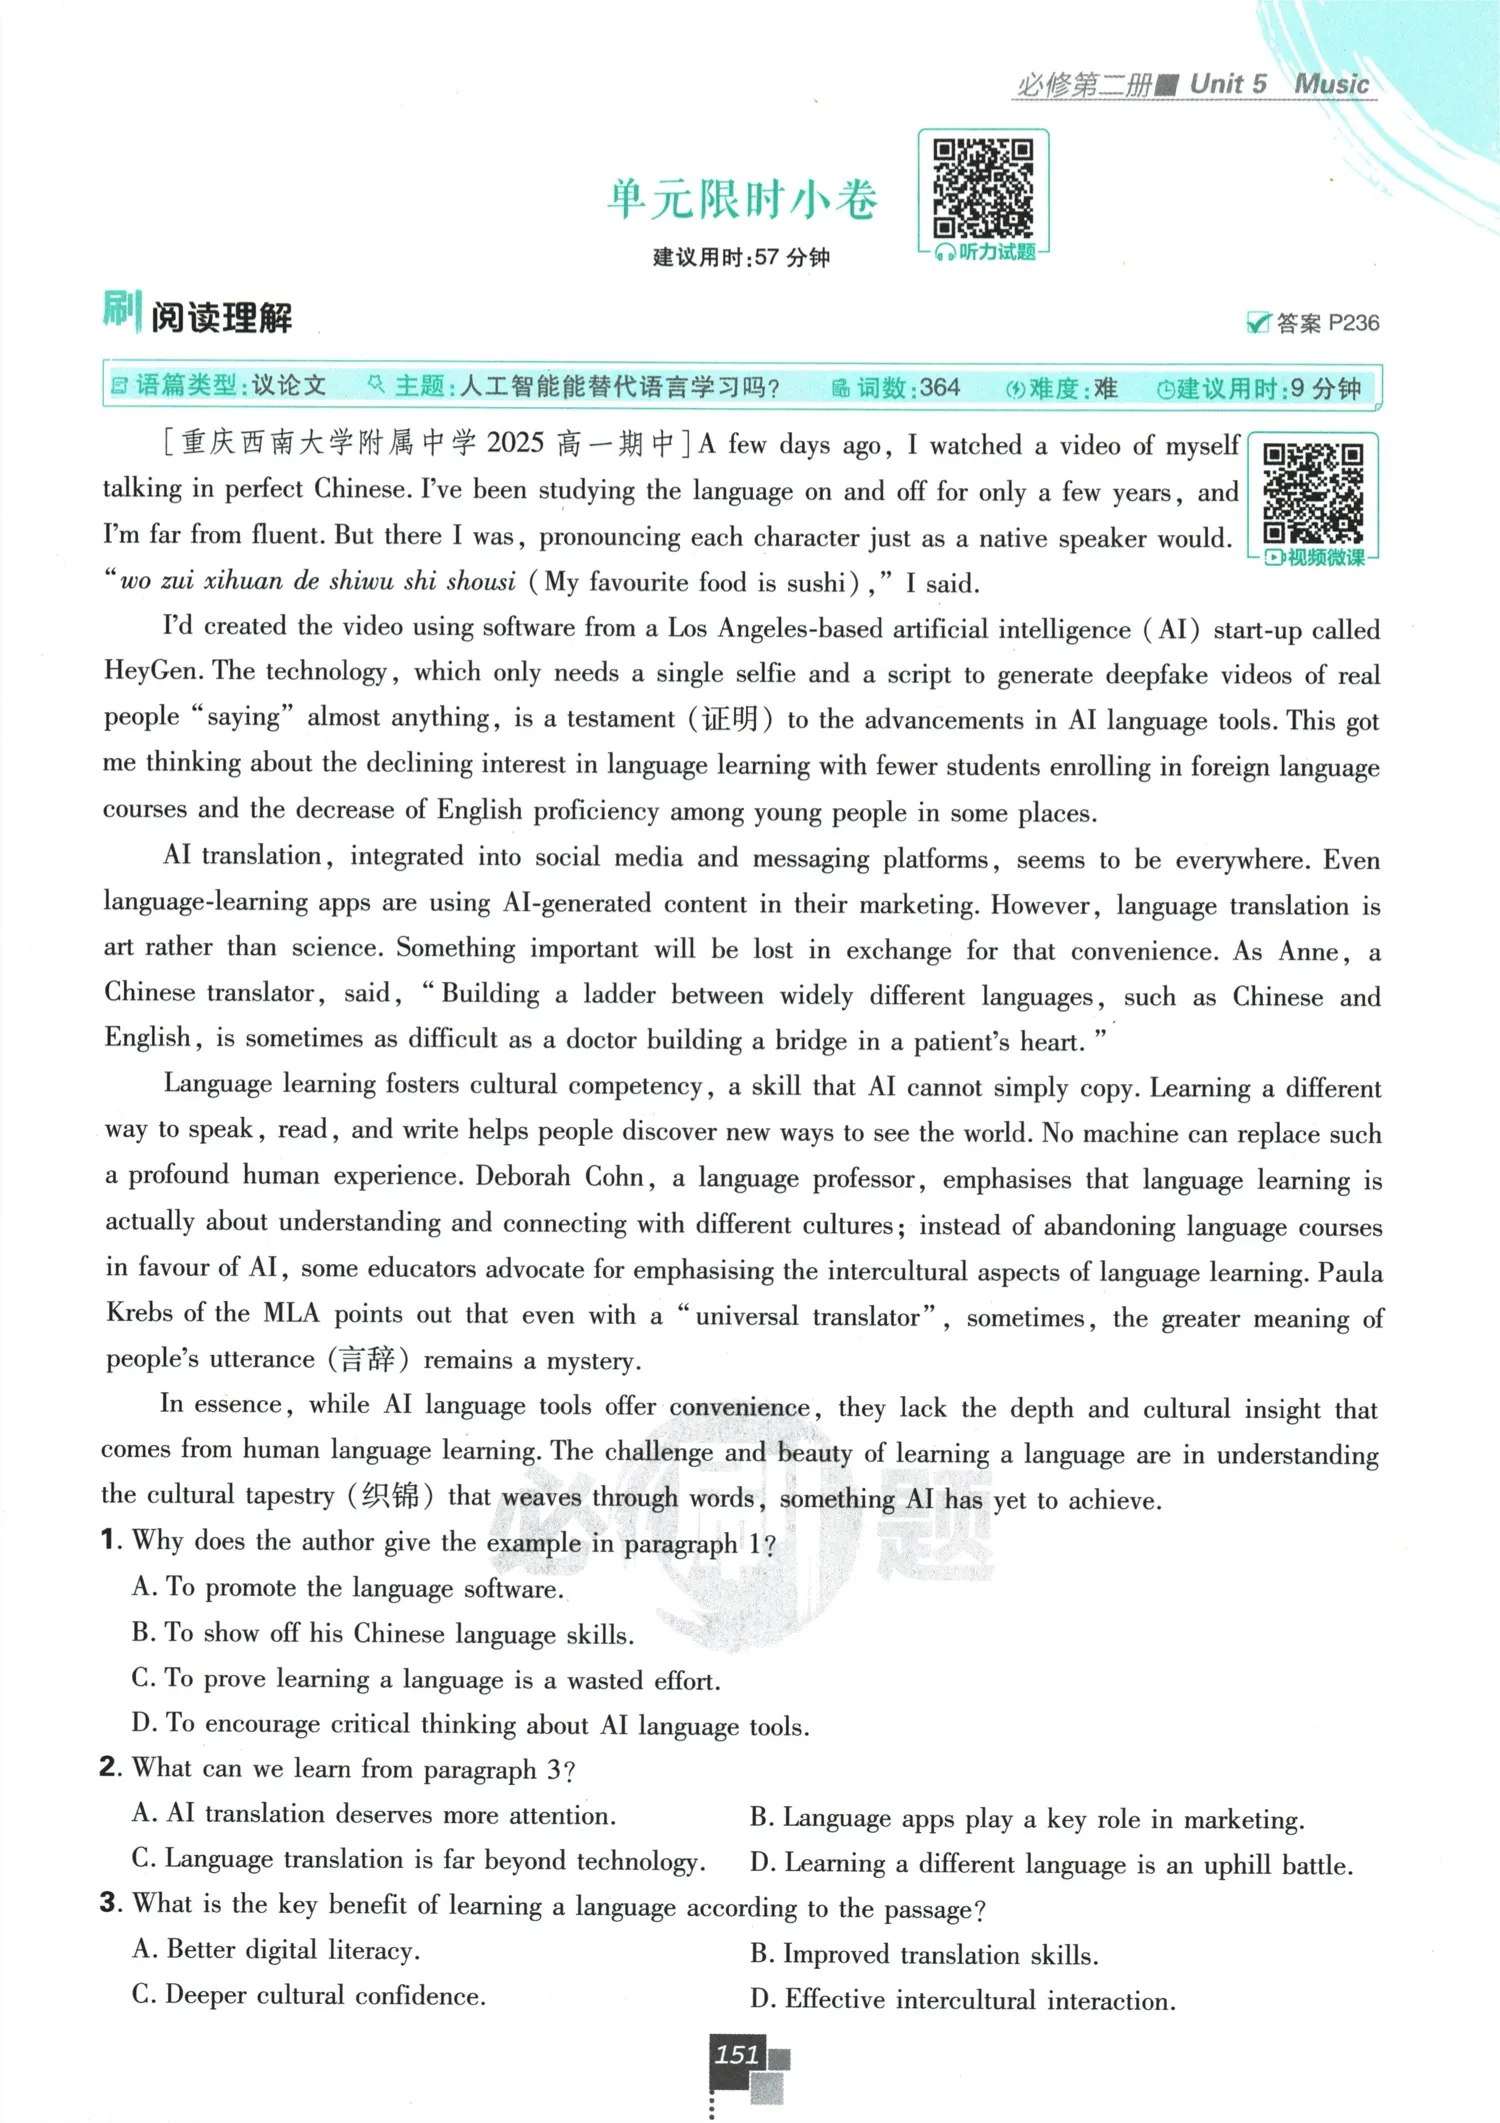 必修第二册 Unit 5 Music
单元限时小卷
建议用时:57 分钟
听力试题
刷 阅读理解
答案 P236
语篇类型:议论文 主题:人工智能能替代语言学习吗? 词数:364 难度:难 建议用时:9 分钟
[重庆西南大学附属中学 2025 高一期中]A few days ago, I watched a video of myself
talking in perfect Chinese. I've been studying the language on and off for only a few years, and
I'm far from fluent. But there I was, pronouncing each character just as a native speaker would.
视频微课
“wo zui xihuan de shiwu shi shousi (My favourite food is sushi),” I said.
I'd created the video using software from a Los Angeles-based artificial intelligence (AI) start-up called
HeyGen. The technology, which only needs a single selfie and a script to generate deepfake videos of real
people “saying” almost anything, is a testament (证明) to the advancements in AI language tools. This got
me thinking about the declining interest in language learning with fewer students enrolling in foreign language
courses and the decrease of English proficiency among young people in some places.
AI translation, integrated into social media and messaging platforms, seems to be everywhere. Even
language-learning apps are using AI-generated content in their marketing. However, language translation is
art rather than science. Something important will be lost in exchange for that convenience. As Anne, a
Chinese translator, said, “Building a ladder between widely different languages, such as Chinese and
English, is sometimes as difficult as a doctor building a bridge in a patient's heart.”
Language learning fosters cultural competency, a skill that AI cannot simply copy. Learning a different
way to speak, read, and write helps people discover new ways to see the world. No machine can replace such
a profound human experience. Deborah Cohn, a language professor, emphasises that language learning is
actually about understanding and connecting with different cultures; instead of abandoning language courses
in favour of AI, some educators advocate for emphasising the intercultural aspects of language learning. Paula
Krebs of the MLA points out that even with a “universal translator”, sometimes, the greater meaning of
people's utterance (言辞) remains a mystery.
In essence, while AI language tools offer convenience, they lack the depth and cultural insight that
comes from human language learning. The challenge and beauty of learning a language are in understanding
the cultural tapestry (织锦) that weaves through words, something AI has yet to achieve.
必刷题
1. Why does the author give the example in paragraph 1?
A. To promote the language software.
B. To show off his Chinese language skills.
C. To prove learning a language is a wasted effort.
D. To encourage critical thinking about AI language tools.
2. What can we learn from paragraph 3?
A. AI translation deserves more attention. B. Language apps play a key role in marketing.
C. Language translation is far beyond technology. D. Learning a different language is an uphill battle.
3. What is the key benefit of learning a language according to the passage?
A. Better digital literacy. B. Improved translation skills.
C. Deeper cultural confidence. D. Effective intercultural interaction.
151